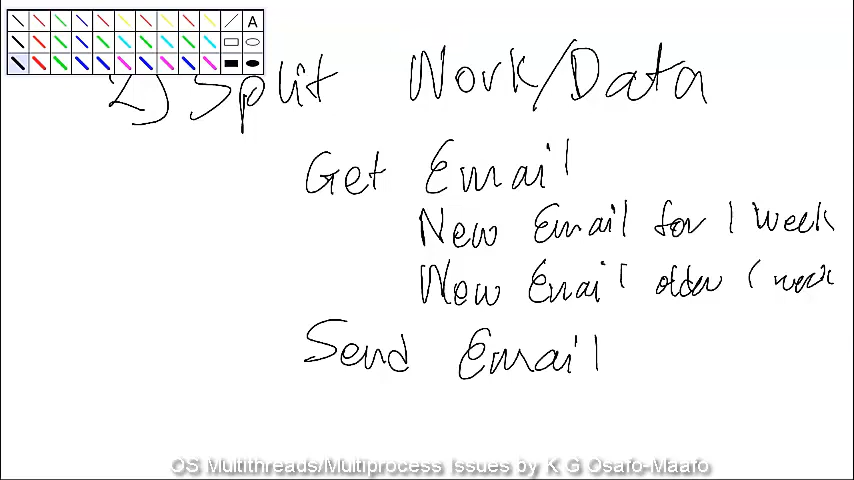 A
2) Split Work/Data
Get Email
New Email for 1 Week
New Email older 1 week
Send Email
OS Multithreads/Multiprocess Issues by K G Osafo-Maafo